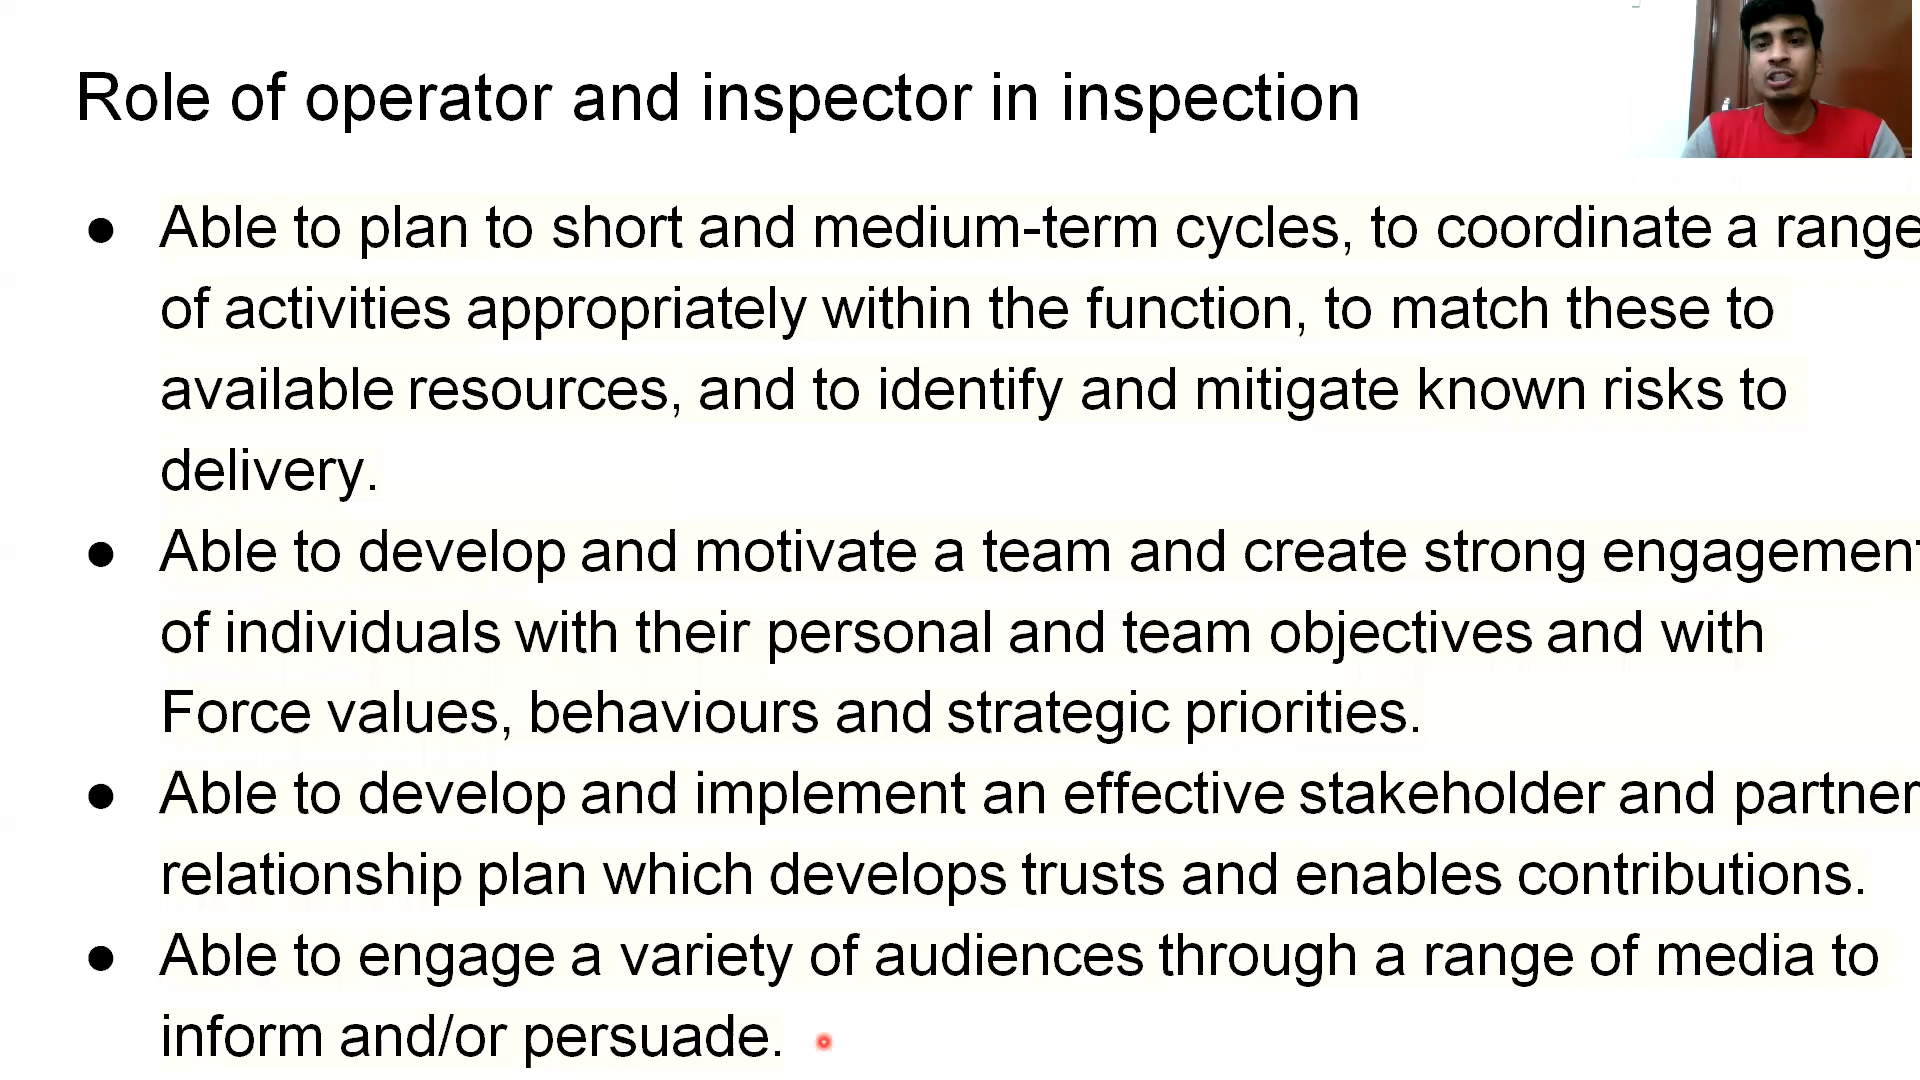 Role of operator and inspector in inspection
● Able to plan to short and medium-term cycles, to coordinate a range
of activities appropriately within the function, to match these to
available resources, and to identify and mitigate known risks to
delivery.
● Able to develop and motivate a team and create strong engagement
of individuals with their personal and team objectives and with
Force values, behaviours and strategic priorities.
● Able to develop and implement an effective stakeholder and partner
relationship plan which develops trusts and enables contributions.
● Able to engage a variety of audiences through a range of media to
inform and/or persuade.